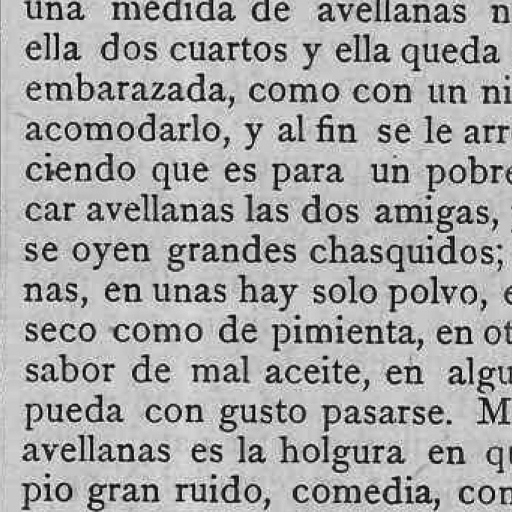 una medida de avellanas n
ella dos cuartos y ella queda
embarazada, como con un ni
acomodarlo, y al fin se le arr
ciendo que es para un pobre
car avellanas las dos amigas,
se oyen grandes chasquidos;
nas, en unas hay solo polvo, e
seco como de pimienta, en ot
sabor de mal aceite, en algu
pueda con gusto pasarse. M
avellanas es la holgura en qu
pio gran ruido, comedia, con